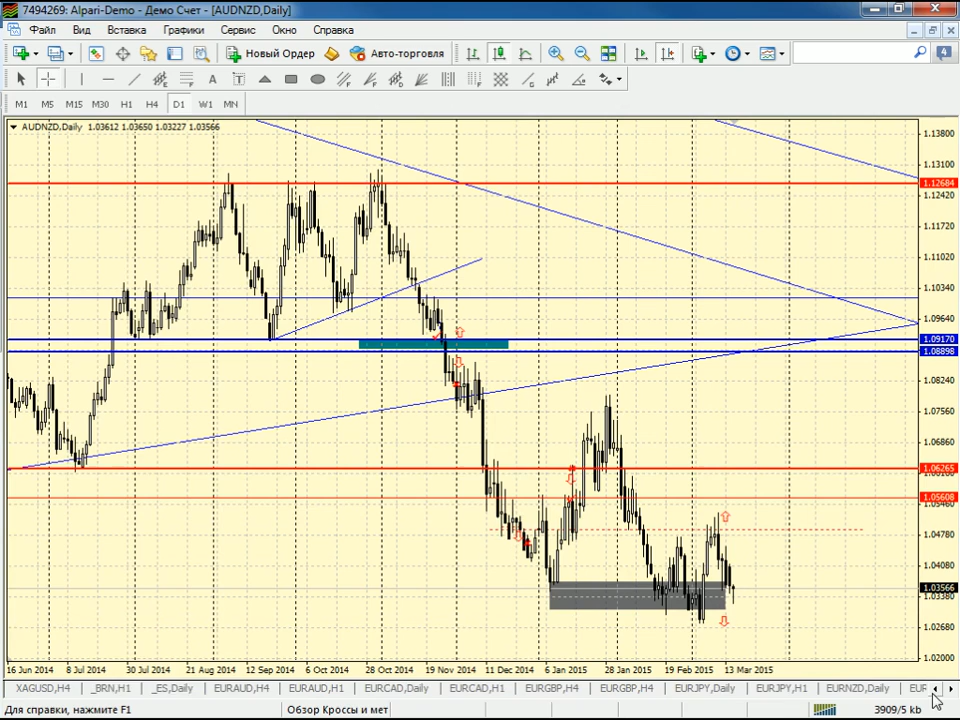 7494269: Alpari-Demo - Демо Счет - [AUDNZD,Daily]
Файл Вид Вставка Графики Сервис Окно Справка
Новый Ордер Авто-торговля 4
A T
M1 M5 M15 M30 H1 H4 D1 W1 MN
AUDNZD,Daily 1.03612 1.03650 1.03227 1.03566
1.13800
1.13100
1.12684
1.12420
1.11720
1.11020
1.10340
1.09640
1.09170
1.08898
1.08240
1.07560
1.06860
1.06265
1.05608
1.05460
1.04780
1.04080
1.03566
1.03380
1.02680
1.02000
16 Jun 2014 8 Jul 2014 30 Jul 2014 21 Aug 2014 12 Sep 2014 6 Oct 2014 28 Oct 2014 19 Nov 2014 11 Dec 2014 6 Jan 2015 28 Jan 2015 19 Feb 2015 13 Mar 2015
XAGUSD,H4 _BRN,H1 _ES,Daily EURAUD,H4 EURAUD,H1 EURCAD,Daily EURCAD,H1 EURGBP,H4 EURGBP,H4 EURJPY,Daily EURJPY,H1 EURNZD,Daily EUR
Для справки, нажмите F1 Обзор Кроссы и мет 3909/5 kb